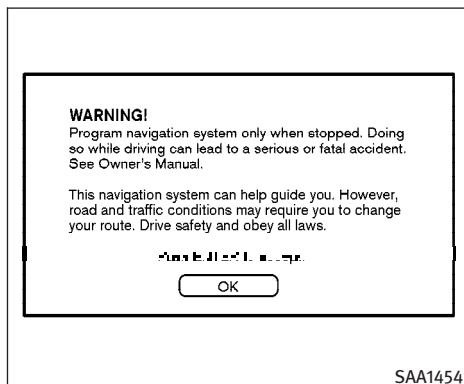 WARNING!
Program navigation system only when stopped. Doing
so while driving can lead to a serious or fatal accident.
See Owner's Manual.
This navigation system can help guide you. However,
road and traffic conditions may require you to change
your route. Drive safety and obey all laws.
OK
SAA1454